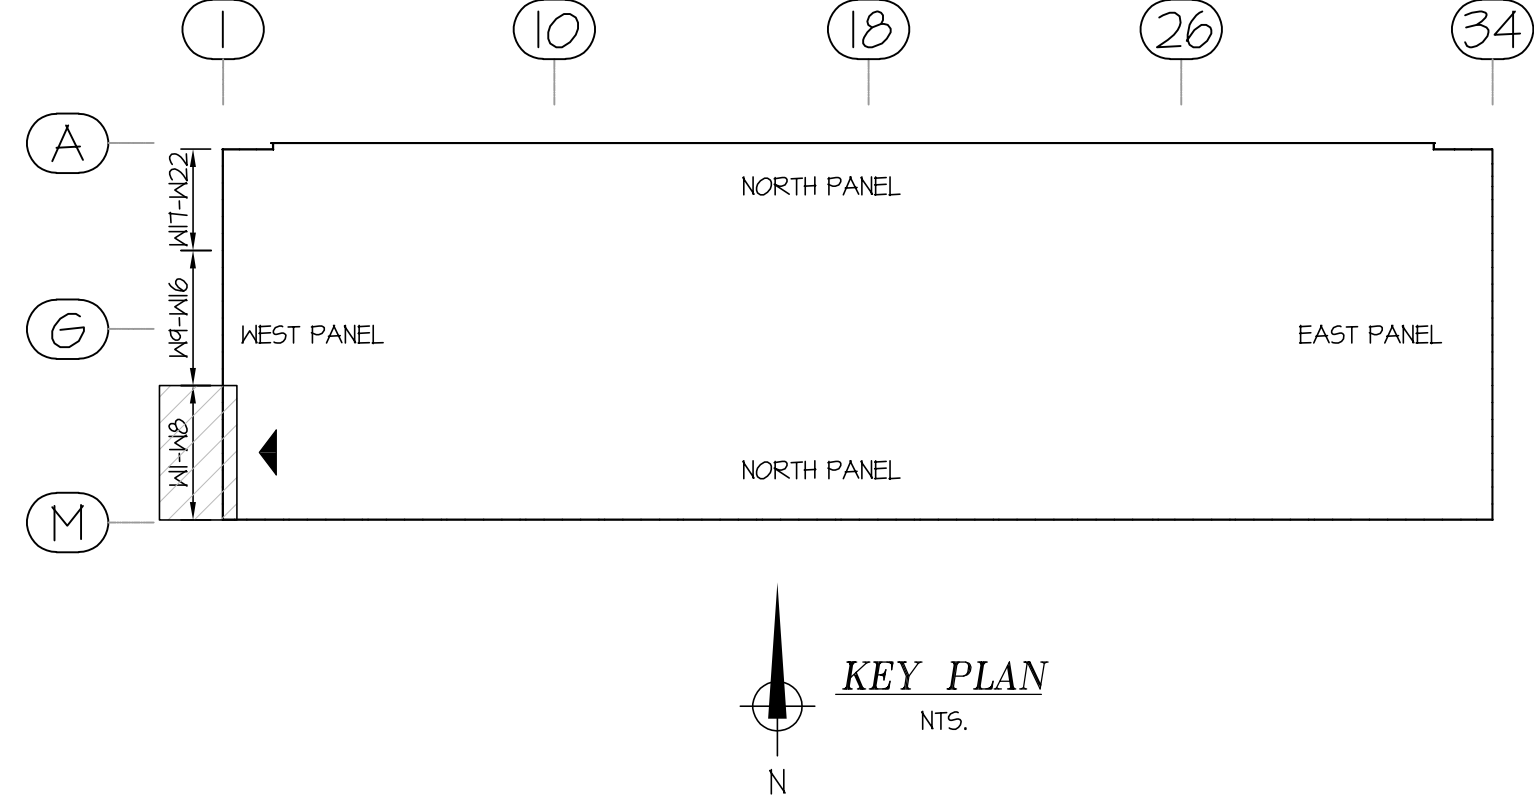 1
10
18
26
34
A
W17-W22
NORTH PANEL
G
W9-W16
WEST PANEL
EAST PANEL
W1-W8
NORTH PANEL
M
KEY PLAN
NTS.
N